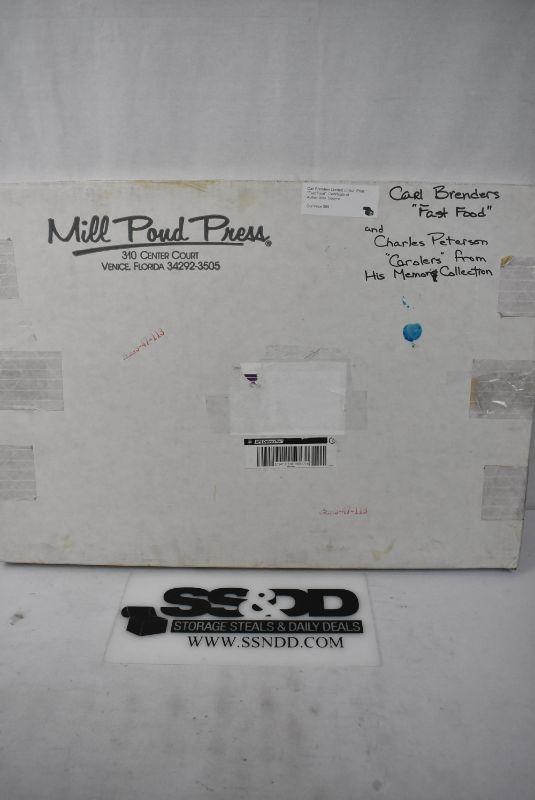 Carl Brenders
"Fast Food"
and
Charles Peterson
"Carolers" from
His Memory Collection
Mill Pond Press®
310 CENTER COURT
VENICE, FLORIDA 34292-3505
SS&DD
STORAGE STEALS & DAILY DEALS
WWW.SSNDD.COM